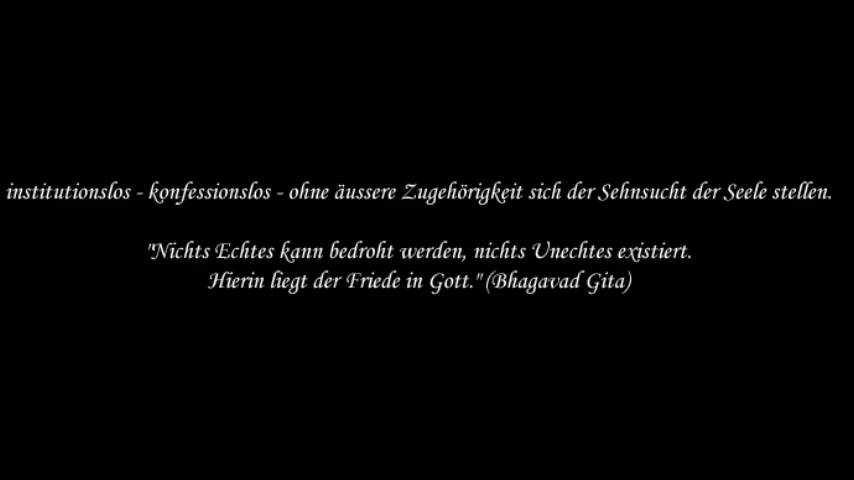 institutionslos - konfessionslos - ohne äussere Zugehörigkeit sich der Sehnsucht der Seele stellen.
"Nichts Echtes kann bedroht werden, nichts Unechtes existiert.
Hierin liegt der Friede in Gott." (Bhagavad Gita)